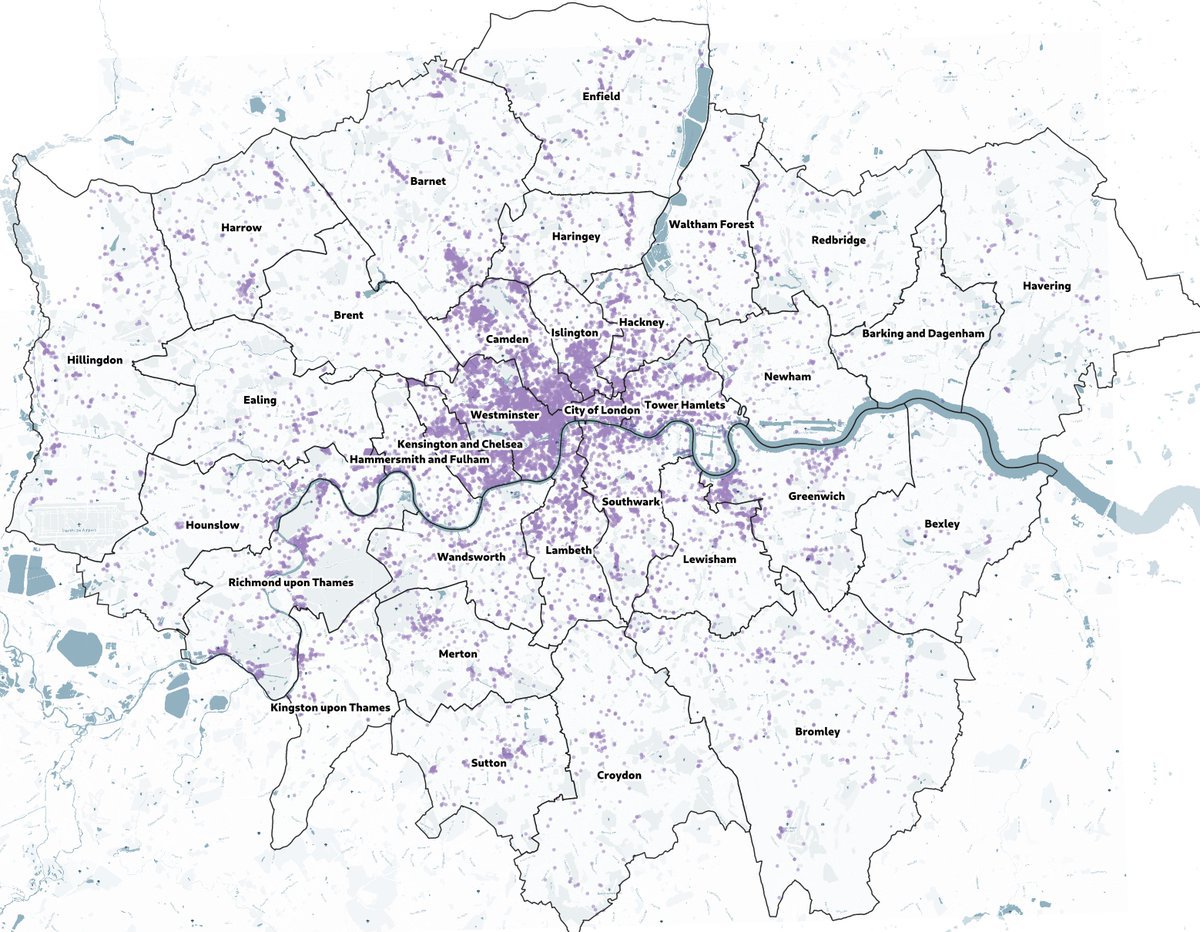 Enfield
Barnet
Harrow
Haringey
Waltham Forest
Redbridge
Havering
Brent
Camden
Islington
Hackney
Barking and Dagenham
Hillingdon
Newham
Ealing
Westminster
City of London
Tower Hamlets
Kensington and Chelsea
Hammersmith and Fulham
Southwark
Greenwich
Hounslow
Bexley
Wandsworth
Lambeth
Lewisham
Richmond upon Thames
Merton
Kingston upon Thames
Bromley
Sutton
Croydon